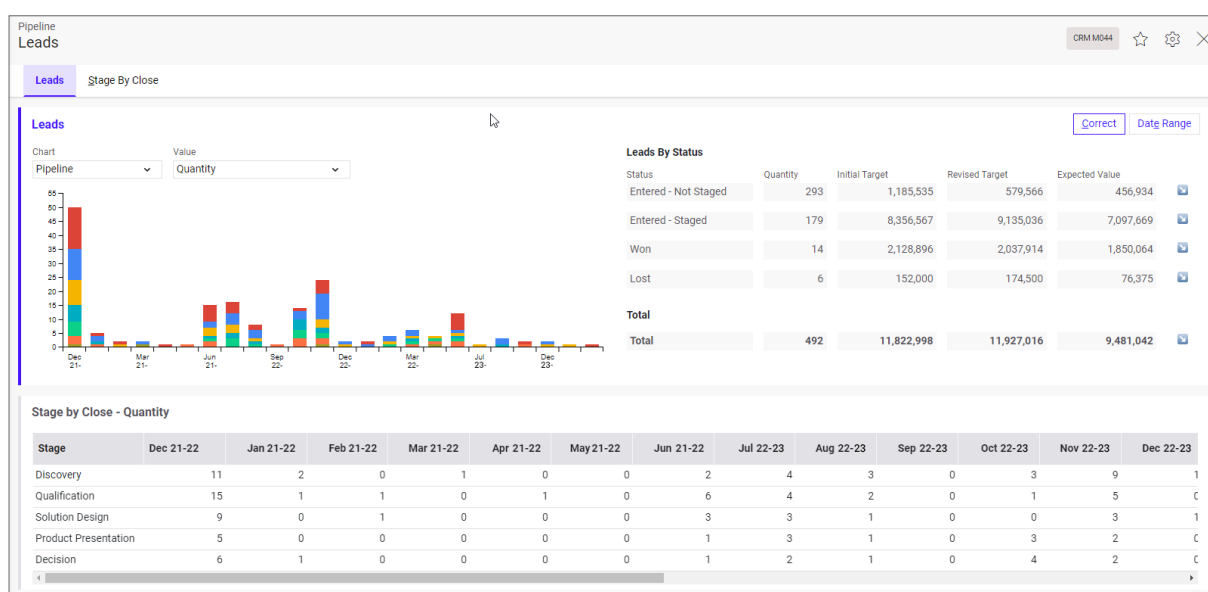 Pipeline
Leads
CRM M044
Leads Stage By Close
Leads
Correct Date Range
Chart Value
Pipeline Quantity
55
50
45
40
35
30
25
20
15
10
5
0
Dec 21- Mar 21- Jun 21- Sep 22- Dec 22- Mar 22- Jul 23- Dec 23-
Leads By Status
Status Quantity Initial Target Revised Target Expected Value
Entered - Not Staged 293 1,185,535 579,566 456,934
Entered - Staged 179 8,356,567 9,135,036 7,097,669
Won 14 2,128,896 2,037,914 1,850,064
Lost 6 152,000 174,500 76,375
Total
Total 492 11,822,998 11,927,016 9,481,042
Stage by Close - Quantity
Stage Dec 21-22 Jan 21-22 Feb 21-22 Mar 21-22 Apr 21-22 May 21-22 Jun 21-22 Jul 22-23 Aug 22-23 Sep 22-23 Oct 22-23 Nov 22-23 Dec 22-23
Discovery 11 2 0 1 0 0 2 4 3 0 3 9 1
Qualification 15 1 1 0 1 0 6 4 2 0 1 5 0
Solution Design 9 0 1 0 0 0 3 3 1 0 0 3 1
Product Presentation 5 0 0 0 0 0 1 3 1 0 3 2 0
Decision 6 1 0 0 0 0 1 2 1 0 4 2 0